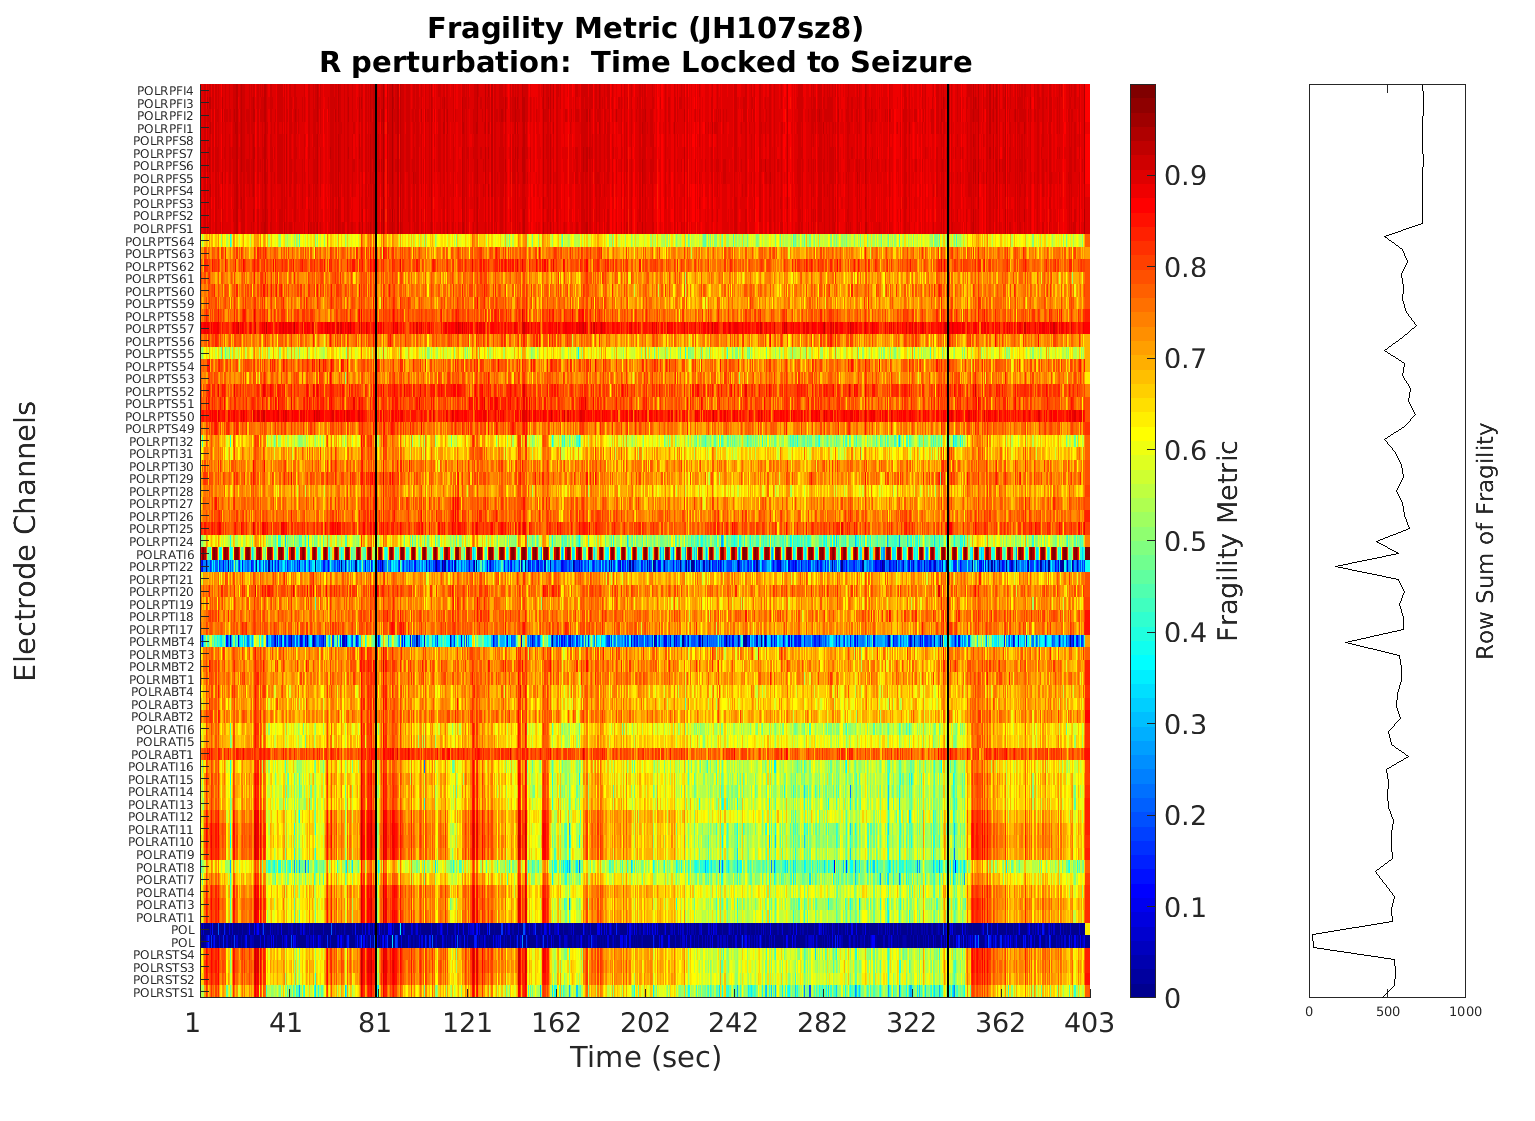 Fragility Metric (JH107sz8)
R perturbation:  Time Locked to Seizure
Electrode Channels
POLRPFI4
POLRPFI3
POLRPFI2
POLRPFI1
POLRPFS8
POLRPFS7
POLRPFS6
POLRPFS5
POLRPFS4
POLRPFS3
POLRPFS2
POLRPFS1
POLRPTS64
POLRPTS63
POLRPTS62
POLRPTS61
POLRPTS60
POLRPTS59
POLRPTS58
POLRPTS57
POLRPTS56
POLRPTS55
POLRPTS54
POLRPTS53
POLRPTS52
POLRPTS51
POLRPTS50
POLRPTS49
POLRPTI32
POLRPTI31
POLRPTI30
POLRPTI29
POLRPTI28
POLRPTI27
POLRPTI26
POLRPTI25
POLRPTI24
POLRATI6
POLRPTI22
POLRPTI21
POLRPTI20
POLRPTI19
POLRPTI18
POLRPTI17
POLRMBT4
POLRMBT3
POLRMBT2
POLRMBT1
POLRABT4
POLRABT3
POLRABT2
POLRATI6
POLRATI5
POLRABT1
POLRATI16
POLRATI15
POLRATI14
POLRATI13
POLRATI12
POLRATI11
POLRATI10
POLRATI9
POLRATI8
POLRATI7
POLRATI4
POLRATI3
POLRATI1
POL
POL
POLRSTS4
POLRSTS3
POLRSTS2
POLRSTS1
1 41 81 121 162 202 242 282 322 362 403
Time (sec)
0.9
0.8
0.7
0.6
0.5
0.4
0.3
0.2
0.1
0
Fragility Metric
0 500 1000
Row Sum of Fragility